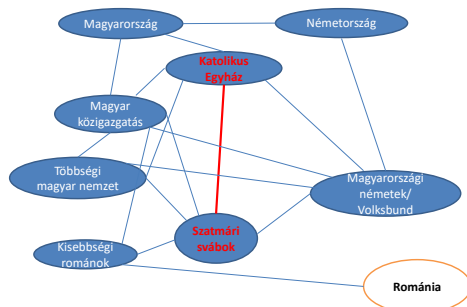 Magyarország
Németország
Katolikus
Egyház
Magyar
közigazgatás
Többségi
magyar nemzet
Magyarországi
németek/
Volksbund
Szatmári
svábok
Kisebbségi
románok
Románia